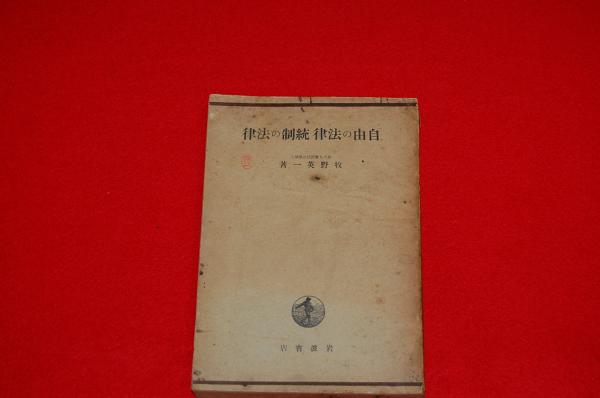 自由の法律 統制の法律
牧野英一著
岩波書店